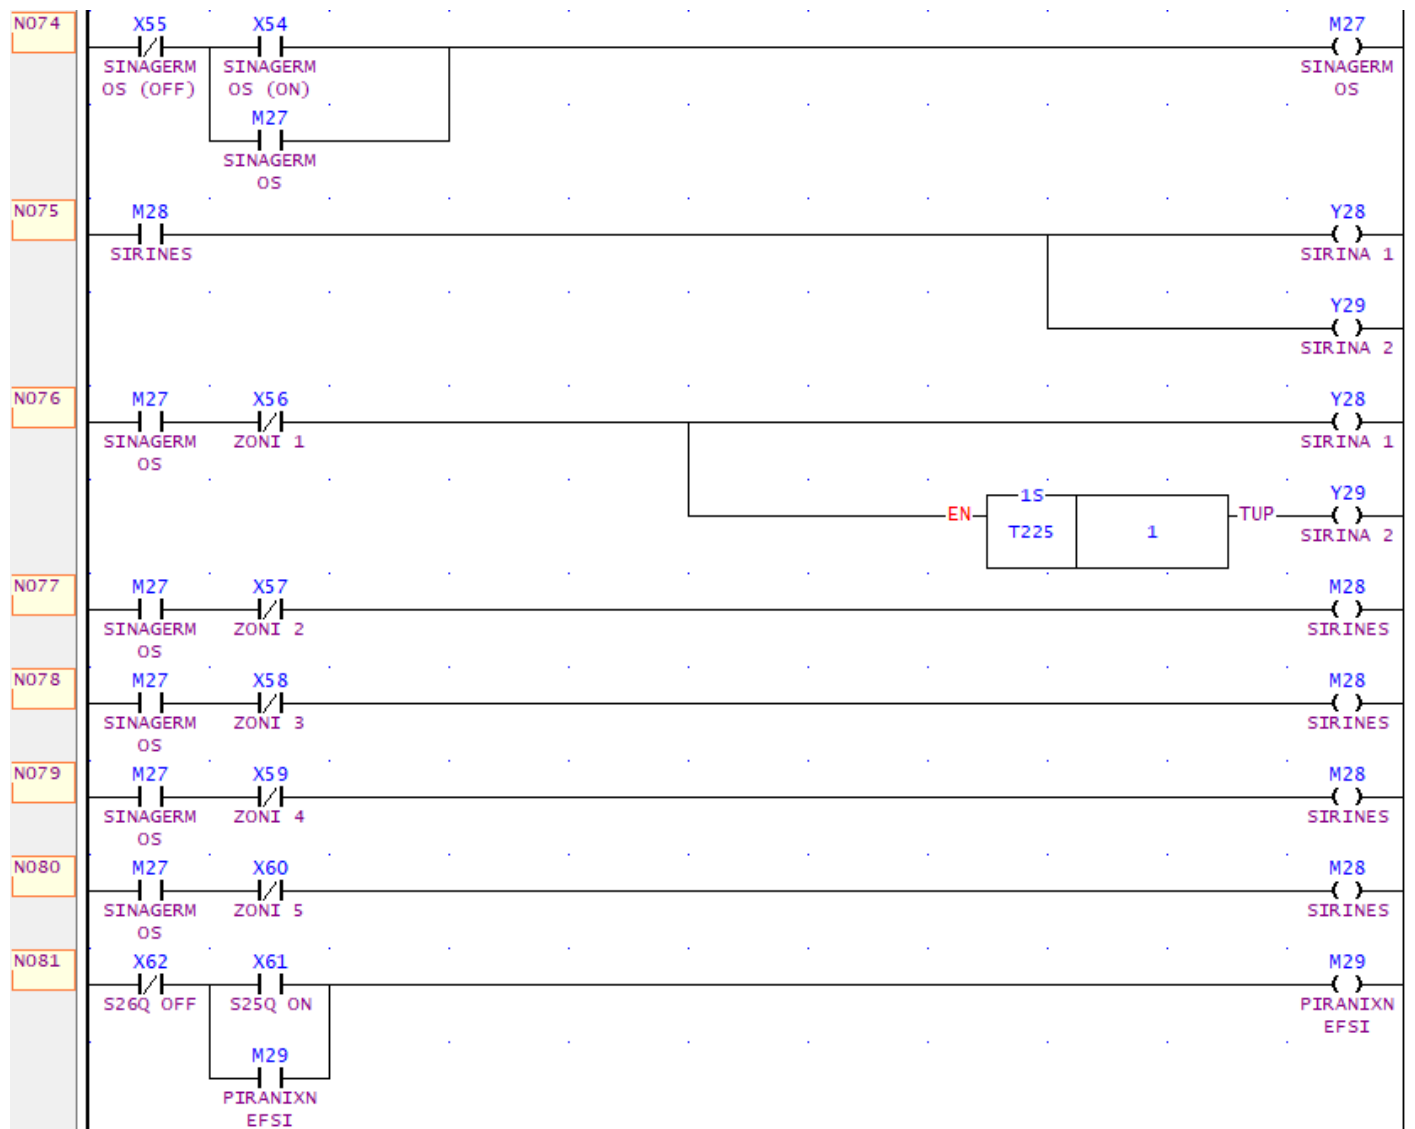 N074 X55 X54 M27
SINAGERM SINAGERM SINAGERM
OS (OFF) OS (ON) OS
M27
SINAGERM
OS
N075 M28 Y28
SIRINES SIRINA 1
Y29
SIRINA 2
N076 M27 X56 Y28
SINAGERM ZONI 1 SIRINA 1
OS
1S Y29
EN T225 1 TUP
SIRINA 2
N077 M27 X57 M28
SINAGERM ZONI 2 SIRINES
OS
N078 M27 X58 M28
SINAGERM ZONI 3 SIRINES
OS
N079 M27 X59 M28
SINAGERM ZONI 4 SIRINES
OS
N080 M27 X60 M28
SINAGERM ZONI 5 SIRINES
OS
N081 X62 X61 M29
S26Q OFF S25Q ON PIRANIXN
EFSI
M29
PIRANIXN
EFSI